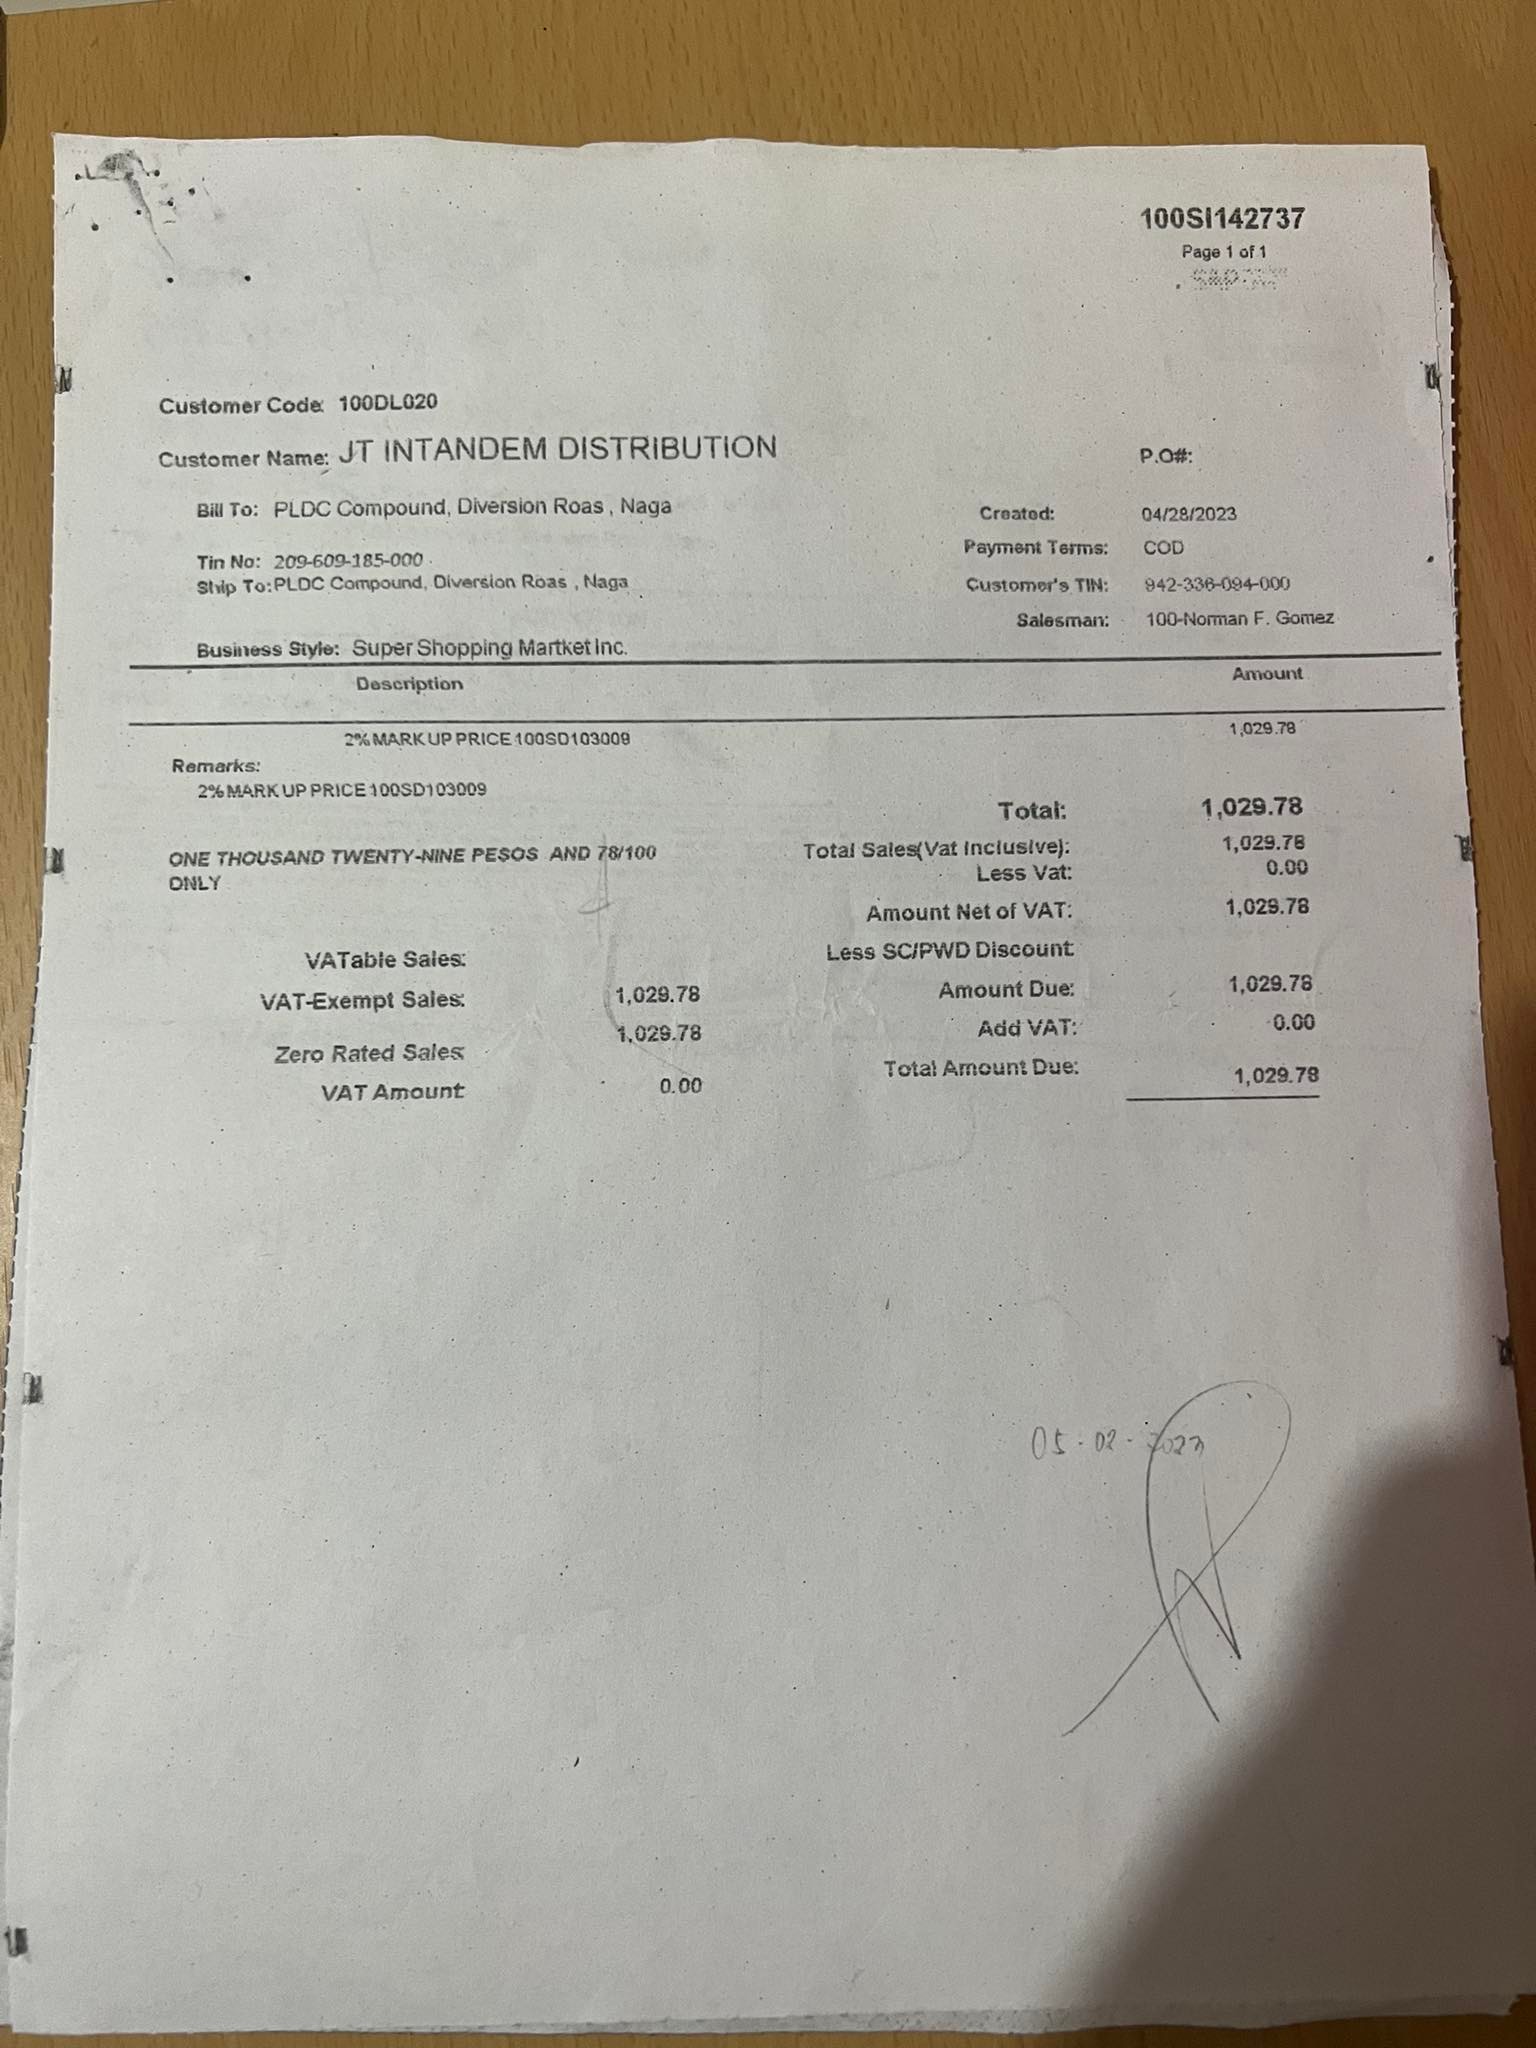 100SI142737
Page 1 of 1
Customer Code: 100DL020
Customer Name: JT INTANDEM DISTRIBUTION
P.O#:
Bill To: PLDC Compound, Diversion Roas , Naga
Created: 04/28/2023
Payment Terms: COD
Tin No: 209-609-185-000
Ship To: PLDC Compound, Diversion Roas , Naga
Customer's TIN: 942-336-094-000
Salesman: 100-Norman F. Gomez
Business Style: Super Shopping Martket Inc.
Description Amount
2% MARK UP PRICE 100SD103009 1,029.78
Remarks:
2% MARK UP PRICE 100SD103009
Total: 1,029.78
ONE THOUSAND TWENTY-NINE PESOS AND 78/100
ONLY
Total Sales(Vat Inclusive): 1,029.78
Less Vat: 0.00
Amount Net of VAT: 1,029.78
VATable Sales:
Less SC/PWD Discount:
VAT-Exempt Sales: 1,029.78
Amount Due: 1,029.78
Zero Rated Sales: 1,029.78
Add VAT: 0.00
VAT Amount 0.00
Total Amount Due: 1,029.78
05-02-2023